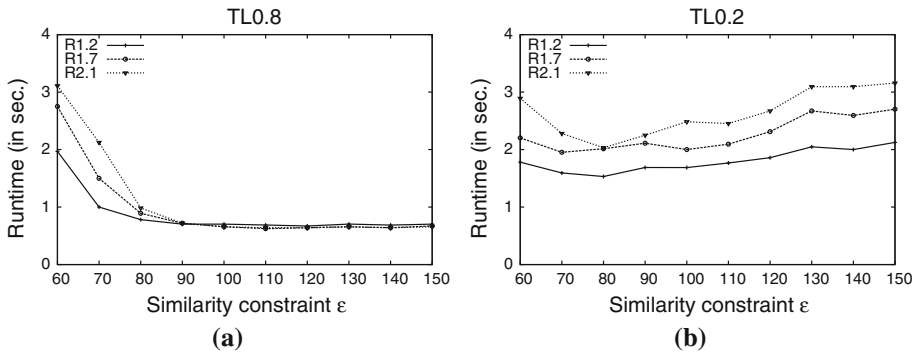 TL0.8
R1.2
R1.7
R2.1
4
3
2
1
0
Runtime (in sec.)
60 70 80 90 100 110 120 130 140 150
Similarity constraint ε
(a)
TL0.2
R1.2
R1.7
R2.1
4
3
2
1
0
Runtime (in sec.)
60 70 80 90 100 110 120 130 140 150
Similarity constraint ε
(b)